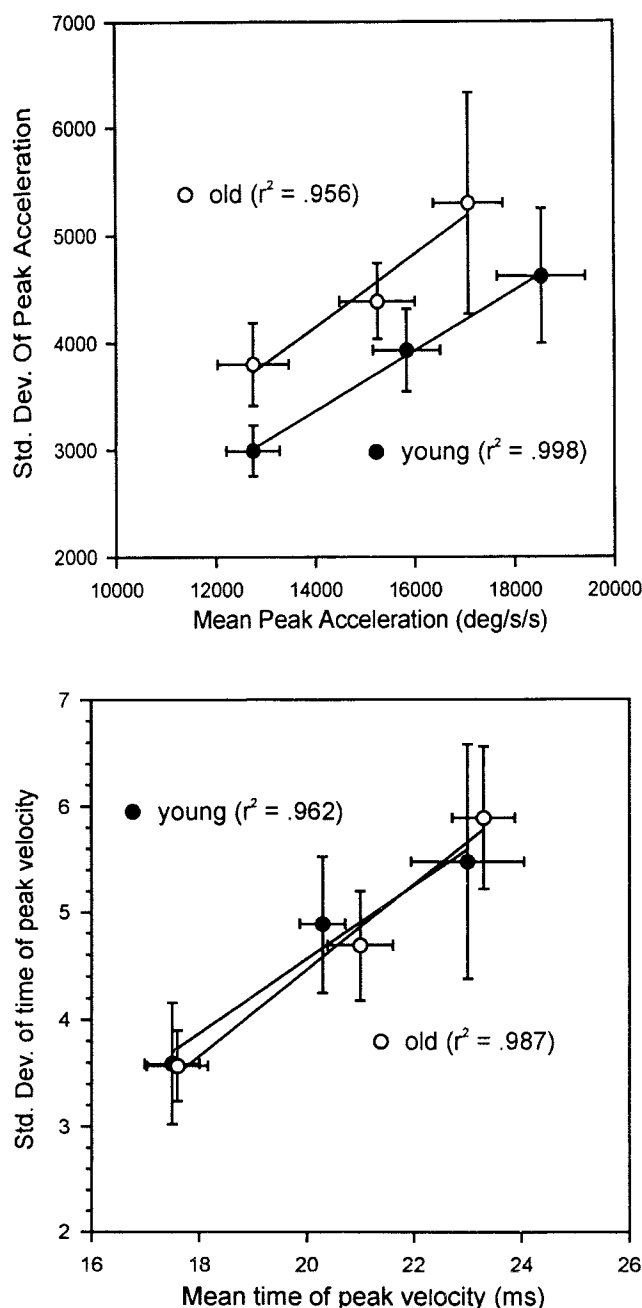 7000
6000
5000
4000
3000
2000
Std. Dev. Of Peak Acceleration
old (r² = .956)
young (r² = .998)
10000 12000 14000 16000 18000 20000
Mean Peak Acceleration (deg/s/s)
7
6
5
4
3
2
Std. Dev. of time of peak velocity
young (r² = .962)
old (r² = .987)
16 18 20 22 24 26
Mean time of peak velocity (ms)